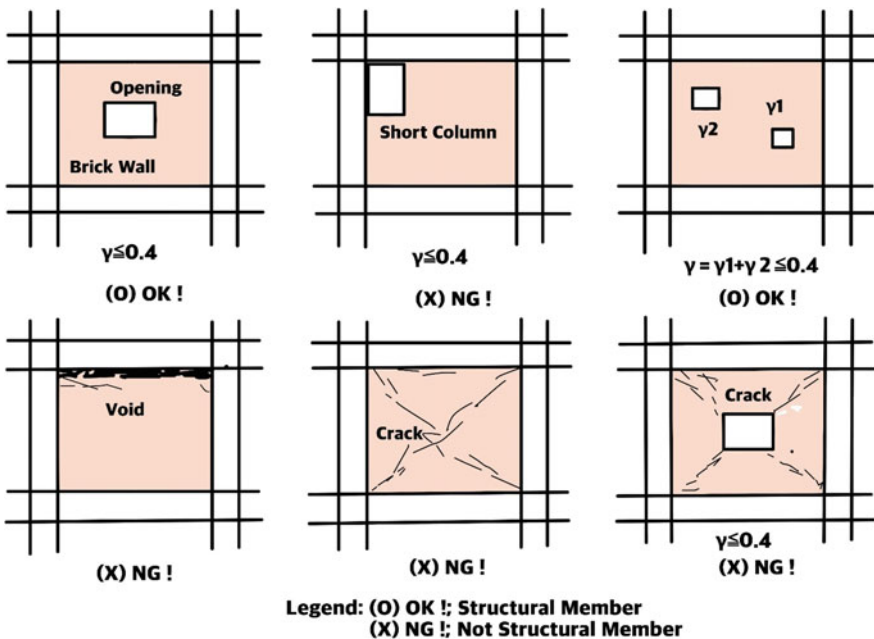 Opening
Brick Wall
γ≦0.4
(O) OK !
Short Column
γ≦0.4
(X) NG !
γ1
γ2
γ = γ1+γ 2 ≦0.4
(O) OK !
Void
(X) NG !
Crack
(X) NG !
Crack
γ≦0.4
(X) NG !
Legend: (O) OK !; Structural Member
(X) NG !; Not Structural Member